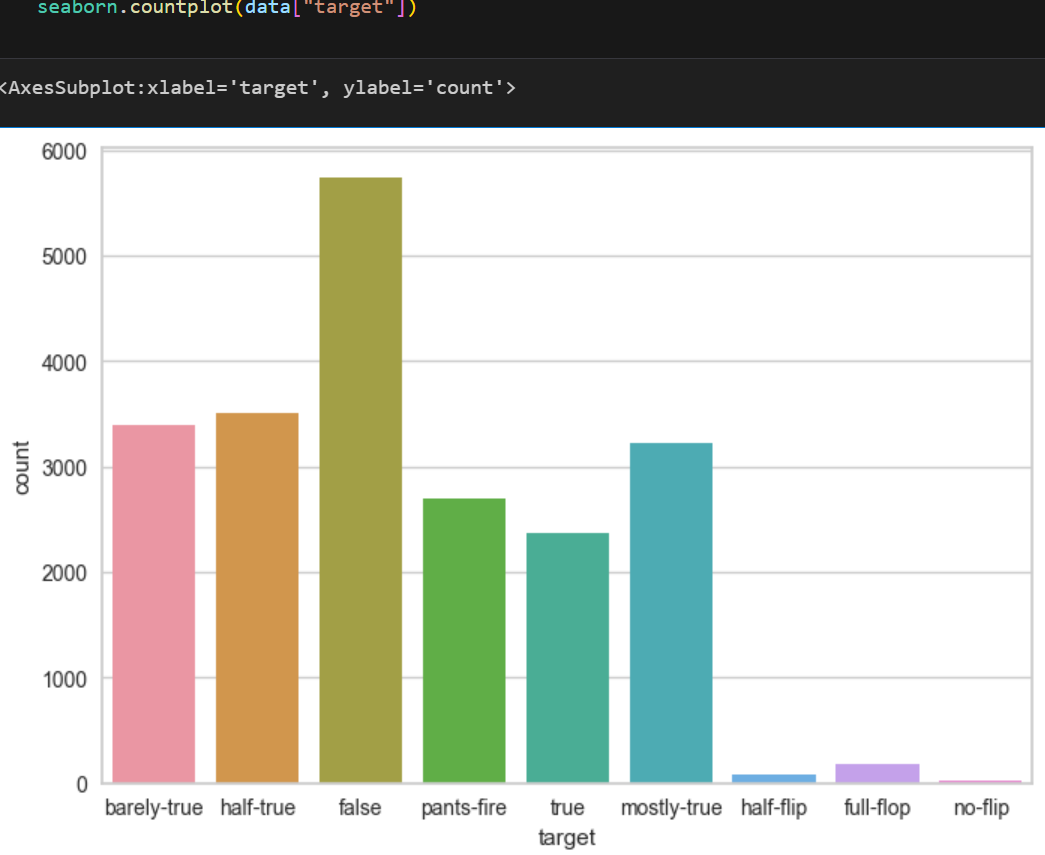 seaborn.countplot(data["target"])
<AxesSubplot:xlabel='target', ylabel='count'>
6000
5000
4000
3000
2000
1000
0
count
barely-true half-true false pants-fire true mostly-true half-flip full-flop no-flip
target